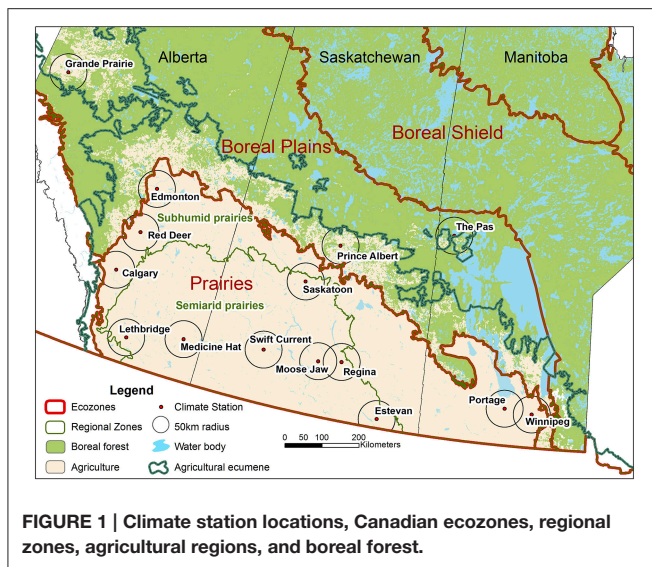 Alberta
Saskatchewan
Manitoba
Grande Prairie
Boreal Plains
Boreal Shield
Edmonton
Subhumid prairies
Red Deer
The Pas
Prince Albert
Calgary
Prairies
Saskatoon
Semiarid prairies
Lethbridge
Medicine Hat
Swift Current
Moose Jaw
Regina
Estevan
Portage
Winnipeg
Legend
Ecozones
Climate Station
Regional Zones
50km radius
Boreal forest
Water body
Agriculture
Agricultural ecumene
0 50 100 200
Kilometers
FIGURE 1 | Climate station locations, Canadian ecozones, regional
zones, agricultural regions, and boreal forest.